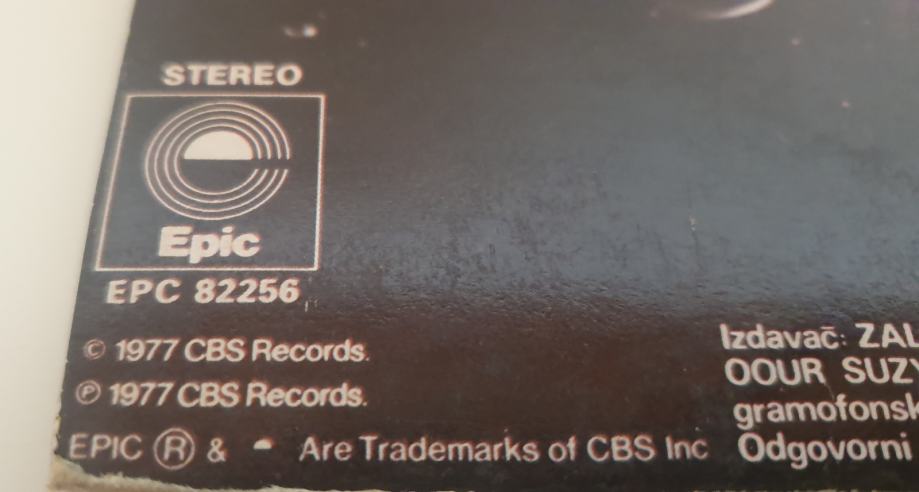 STEREO
Epic
EPC 82256
© 1977 CBS Records.
℗ 1977 CBS Records.
EPIC ® & Are Trademarks of CBS Inc
Izdavač: ZAL
OOUR SUZY
gramofonsk
Odgovorni